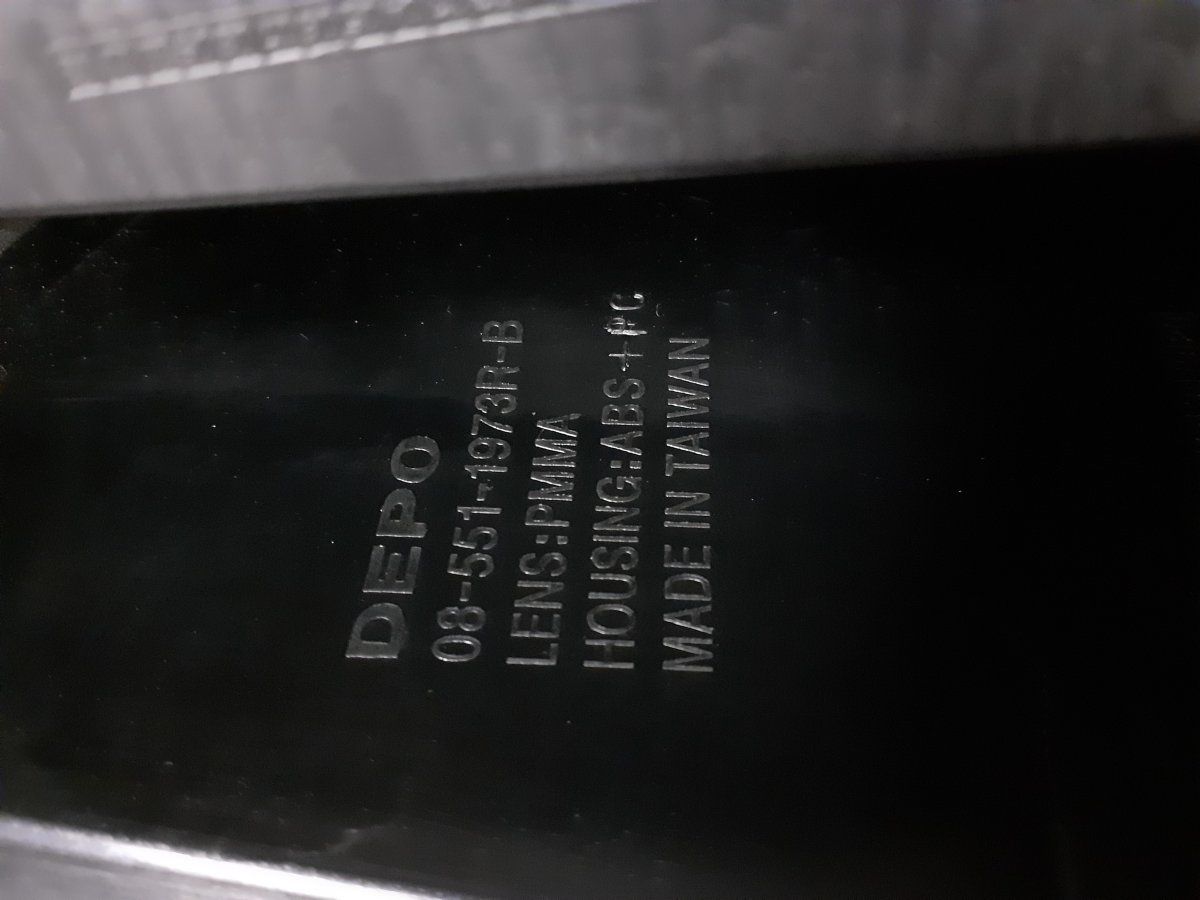 DEPO
08-551-1973R-B
LENS:PMMA
HOUSING:ABS+PC
MADE IN TAIWAN